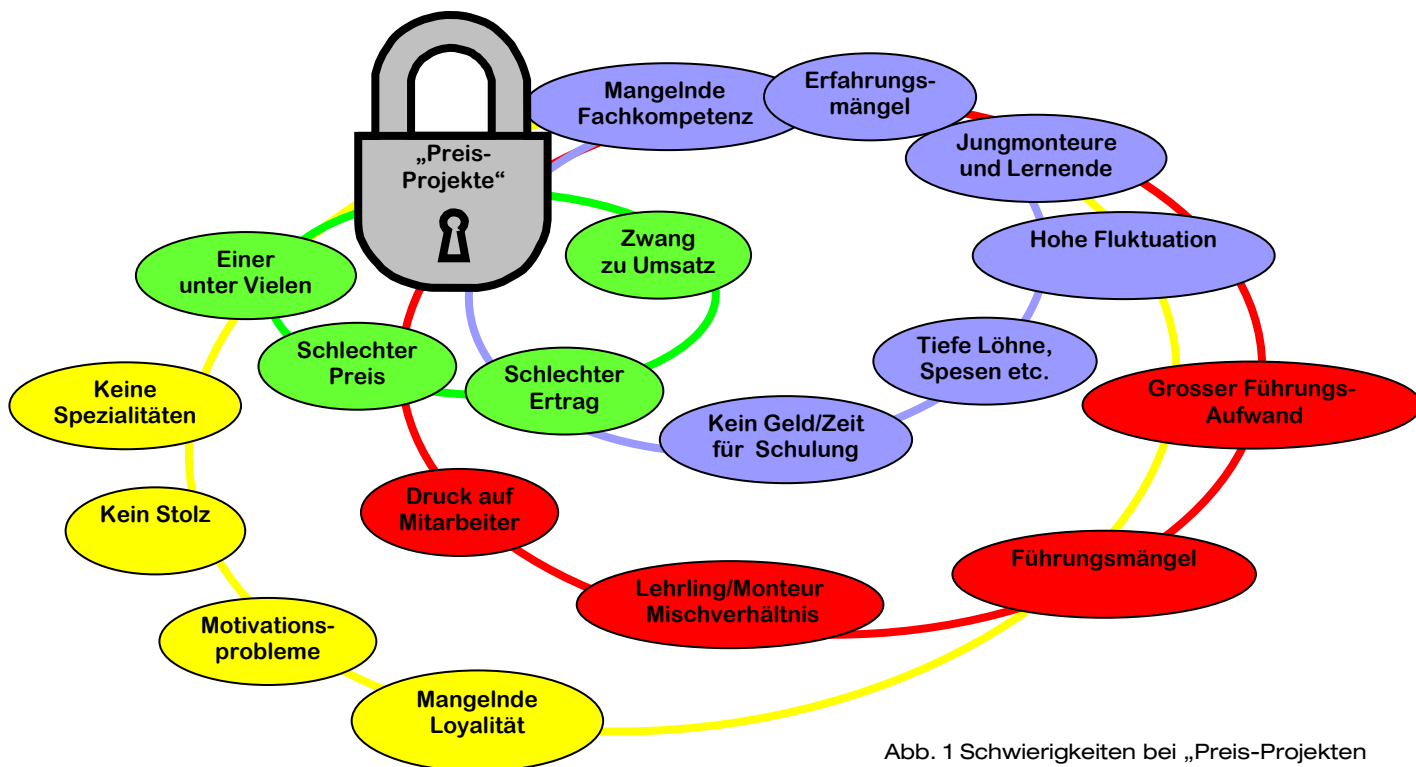 „Preis-
Projekte“
Mangelnde
Fachkompetenz
Erfahrungs-
mängel
Jungmonteure
und Lernende
Hohe Fluktuation
Zwang
zu Umsatz
Einer
unter Vielen
Schlechter
Preis
Schlechter
Ertrag
Tiefe Löhne,
Spesen etc.
Kein Geld/Zeit
für Schulung
Grosser Führungs-
Aufwand
Keine
Spezialitäten
Druck auf
Mitarbeiter
Kein Stolz
Führungsmängel
Lehrling/Monteur
Mischverhältnis
Motivations-
probleme
Mangelnde
Loyalität
Abb. 1 Schwierigkeiten bei „Preis-Projekten